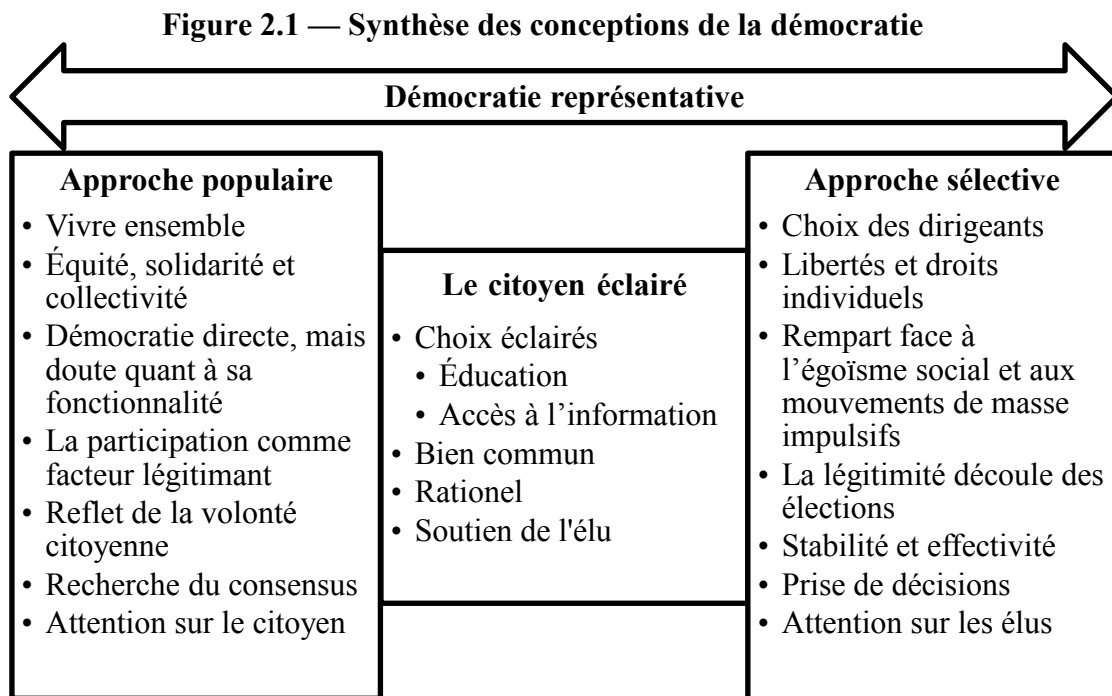 Figure 2.1 — Synthèse des conceptions de la démocratie
Démocratie représentative
Approche populaire
• Vivre ensemble
• Équité, solidarité et
collectivité
• Démocratie directe, mais
doute quant à sa
fonctionnalité
• La participation comme
facteur légitimant
• Reflet de la volonté
citoyenne
• Recherche du consensus
• Attention sur le citoyen
Le citoyen éclairé
• Choix éclairés
• Éducation
• Accès à l’information
• Bien commun
• Rationel
• Soutien de l'élu
Approche sélective
• Choix des dirigeants
• Libertés et droits
individuels
• Rempart face à
l’égoïsme social et aux
mouvements de masse
impulsifs
• La légitimité découle des
élections
• Stabilité et effectivité
• Prise de décisions
• Attention sur les élus